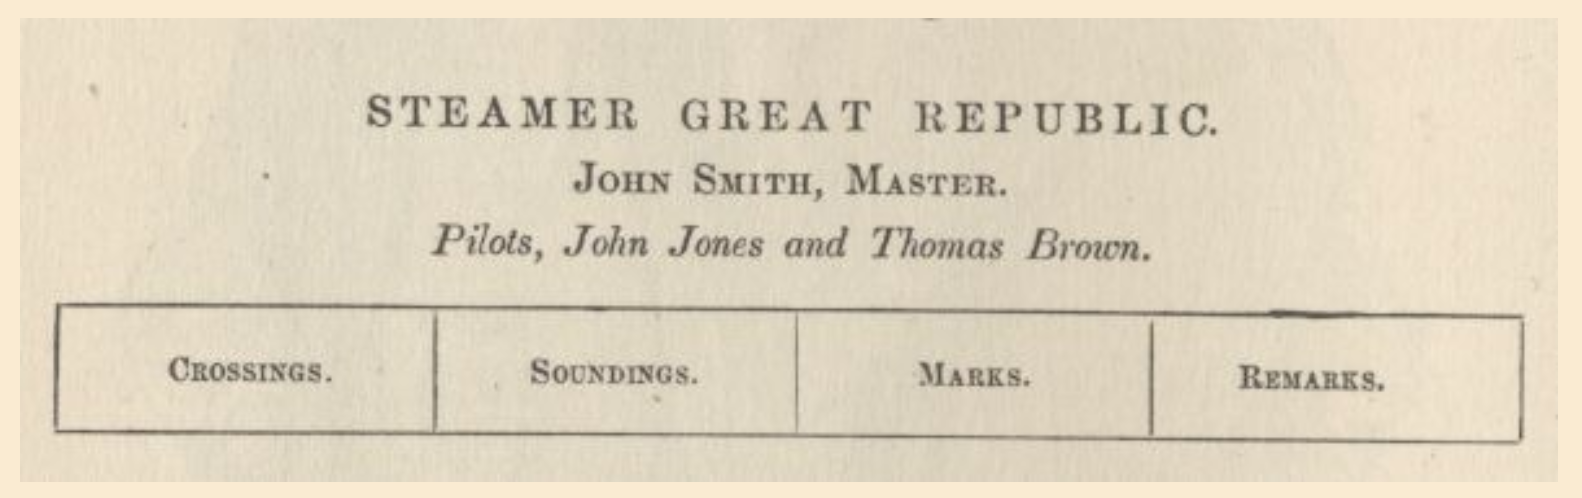 STEAMER GREAT REPUBLIC.
JOHN SMITH, MASTER.
Pilots, John Jones and Thomas Brown.
CROSSINGS. SOUNDINGS. MARKS. REMARKS.